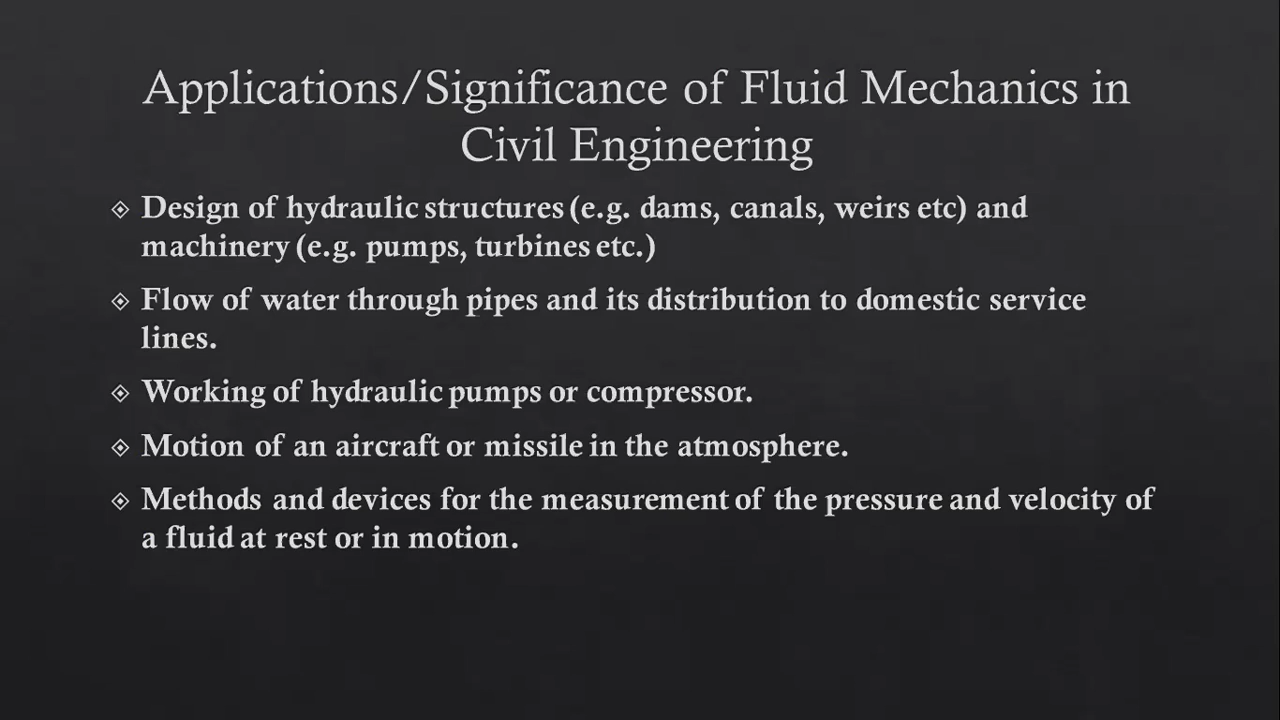 Applications/Significance of Fluid Mechanics in
Civil Engineering
Design of hydraulic structures (e.g. dams, canals, weirs etc) and
machinery (e.g. pumps, turbines etc.)
Flow of water through pipes and its distribution to domestic service
lines.
Working of hydraulic pumps or compressor.
Motion of an aircraft or missile in the atmosphere.
Methods and devices for the measurement of the pressure and velocity of
a fluid at rest or in motion.